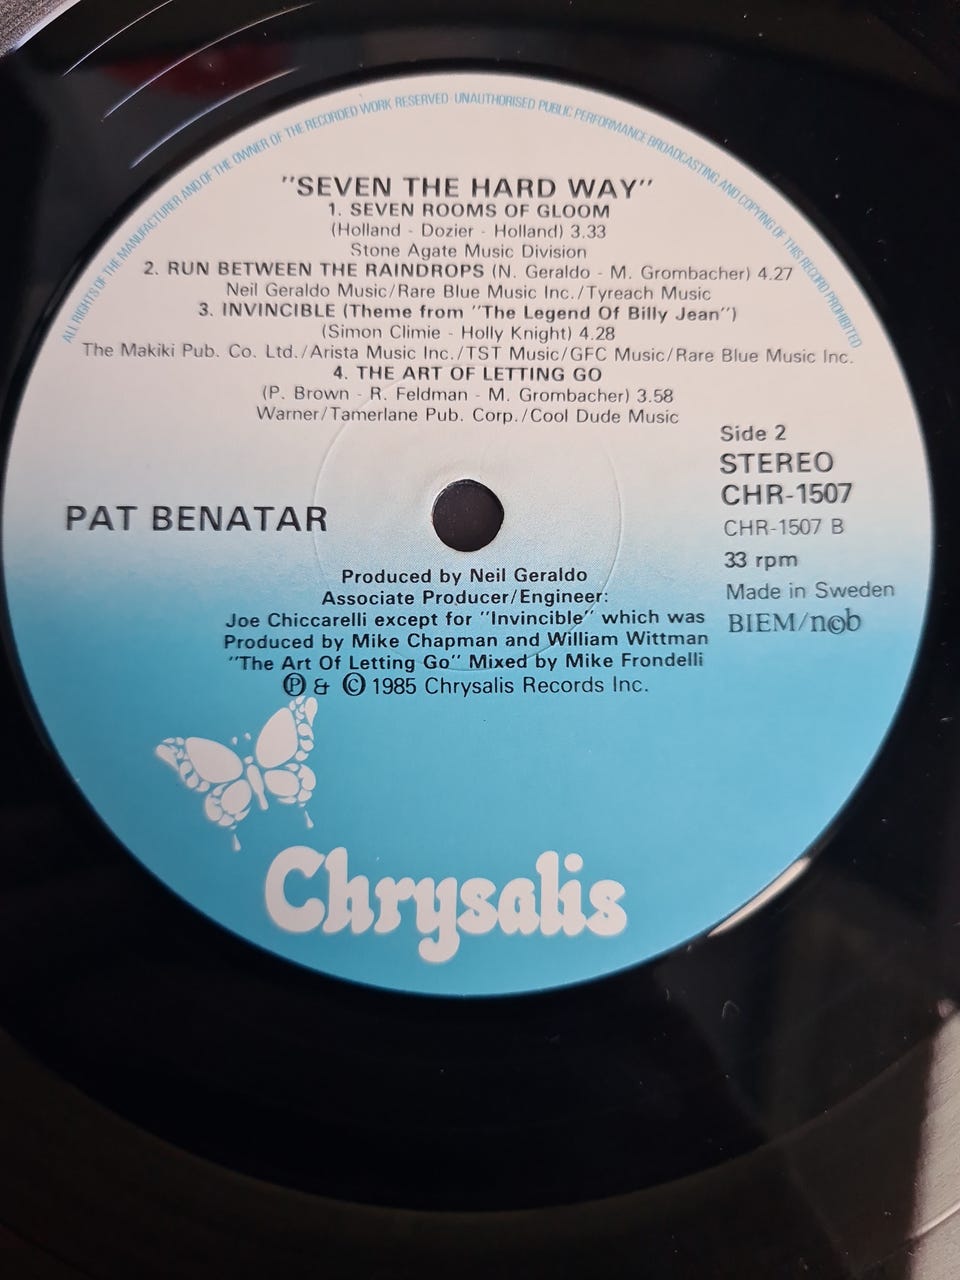 ALL RIGHTS OF THE MANUFACTURER AND OF THE OWNER OF THE RECORDED WORK RESERVED · UNAUTHORISED PUBLIC PERFORMANCE BROADCASTING AND COPYING OF THIS RECORD PROHIBITED
"SEVEN THE HARD WAY"
1. SEVEN ROOMS OF GLOOM
(Holland - Dozier - Holland) 3.33
Stone Agate Music Division
2. RUN BETWEEN THE RAINDROPS (N. Geraldo - M. Grombacher) 4.27
Neil Geraldo Music/Rare Blue Music Inc./Tyreach Music
3. INVINCIBLE (Theme from "The Legend Of Billy Jean")
(Simon Climie - Holly Knight) 4.28
The Makiki Pub. Co. Ltd./Arista Music Inc./TST Music/GFC Music/Rare Blue Music Inc.
4. THE ART OF LETTING GO
(P. Brown - R. Feldman - M. Grombacher) 3.58
Warner/Tamerlane Pub. Corp./Cool Dude Music
Side 2
STEREO
CHR-1507
CHR-1507 B
33 rpm
Made in Sweden
BIEM/n©b
PAT BENATAR
Produced by Neil Geraldo
Associate Producer/Engineer:
Joe Chiccarelli except for "Invincible" which was
Produced by Mike Chapman and William Wittman
"The Art Of Letting Go" Mixed by Mike Frondelli
℗ & © 1985 Chrysalis Records Inc.
Chrysalis